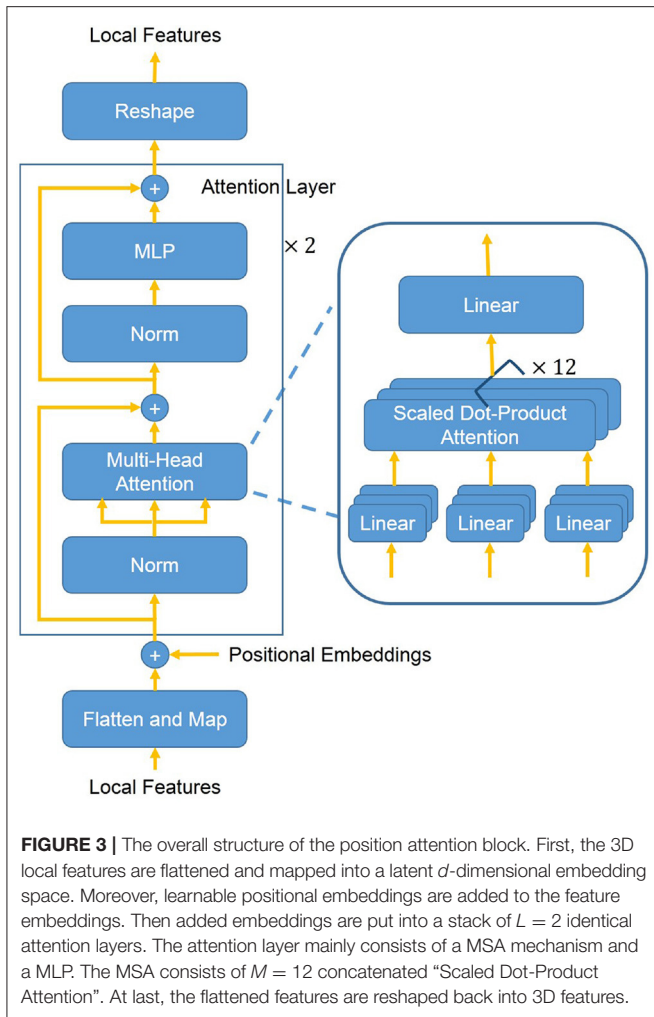 Local Features
Reshape
+
Attention Layer
MLP
× 2
Norm
+
Multi-Head
Attention
Norm
+
Positional Embeddings
Flatten and Map
Local Features
Linear
× 12
Scaled Dot-Product
Attention
Linear
Linear
Linear
FIGURE 3 | The overall structure of the position attention block. First, the 3D
local features are flattened and mapped into a latent d-dimensional embedding
space. Moreover, learnable positional embeddings are added to the feature
embeddings. Then added embeddings are put into a stack of L = 2 identical
attention layers. The attention layer mainly consists of a MSA mechanism and
a MLP. The MSA consists of M = 12 concatenated “Scaled Dot-Product
Attention”. At last, the flattened features are reshaped back into 3D features.